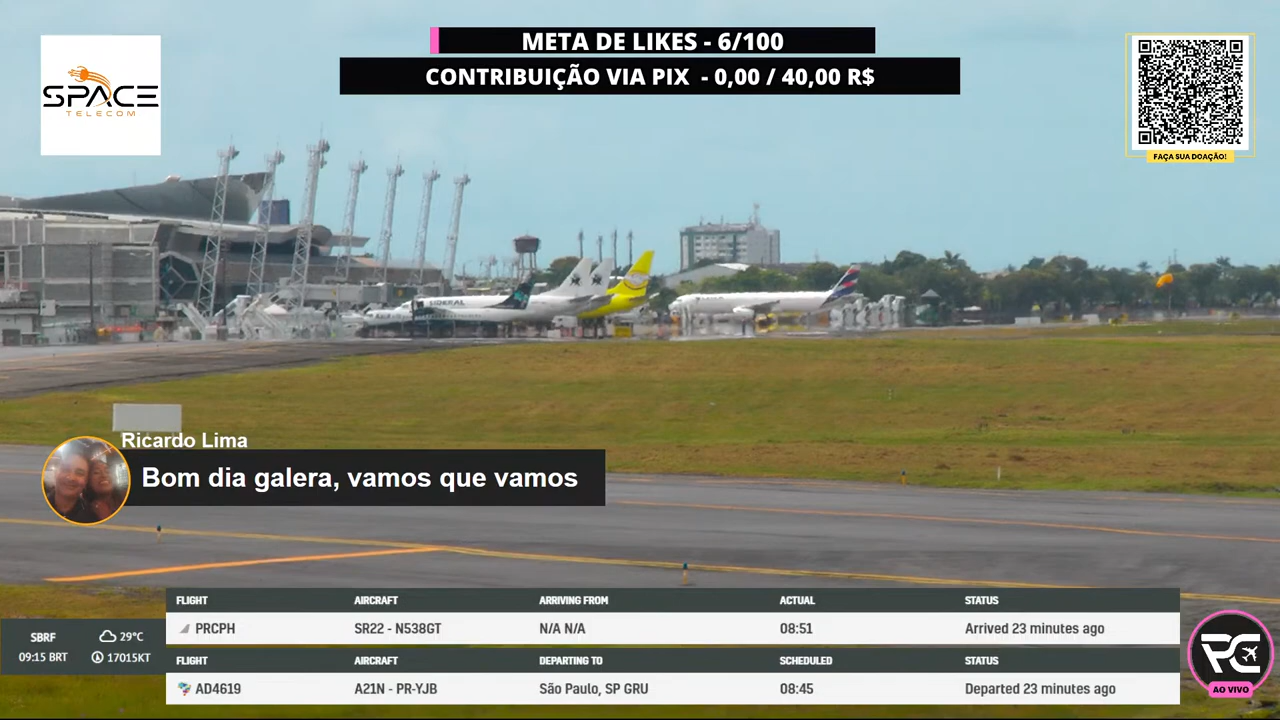 META DE LIKES - 6/100
CONTRIBUIÇÃO VIA PIX - 0,00 / 40,00 R$
SPACE
TELECOM
FAÇA SUA DOAÇÃO!
SIDERAL
Ricardo Lima
Bom dia galera, vamos que vamos
FLIGHT AIRCRAFT ARRIVING FROM ACTUAL STATUS
PRCPH SR22 - N538GT N/A N/A 08:51 Arrived 23 minutes ago
FLIGHT AIRCRAFT DEPARTING TO SCHEDULED STATUS
AD4619 A21N - PR-YJB São Paulo, SP GRU 08:45 Departed 23 minutes ago
SBRF 29°C
09:15 BRT 17015KT
PC
AO VIVO